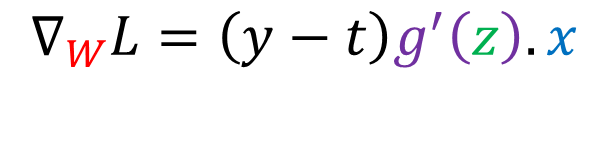 ∇_W L = (y − t)g′(z). x